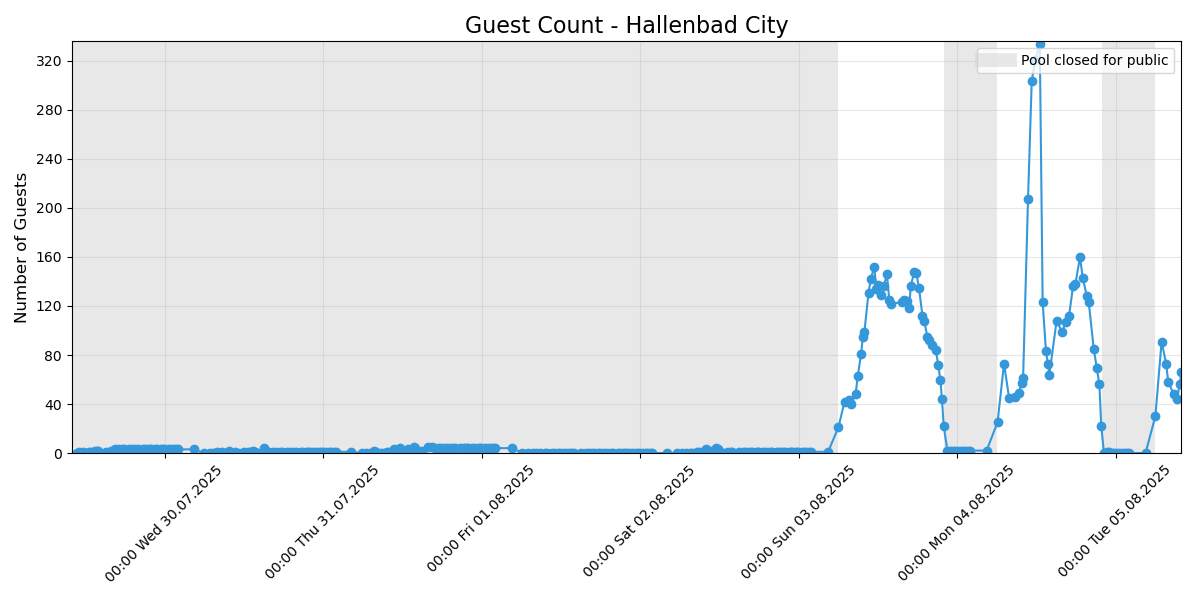 Guest Count - Hallenbad City
Pool closed for public
Number of Guests
320
280
240
200
160
120
80
40
0
00:00 Wed 30.07.2025
00:00 Thu 31.07.2025
00:00 Fri 01.08.2025
00:00 Sat 02.08.2025
00:00 Sun 03.08.2025
00:00 Mon 04.08.2025
00:00 Tue 05.08.2025